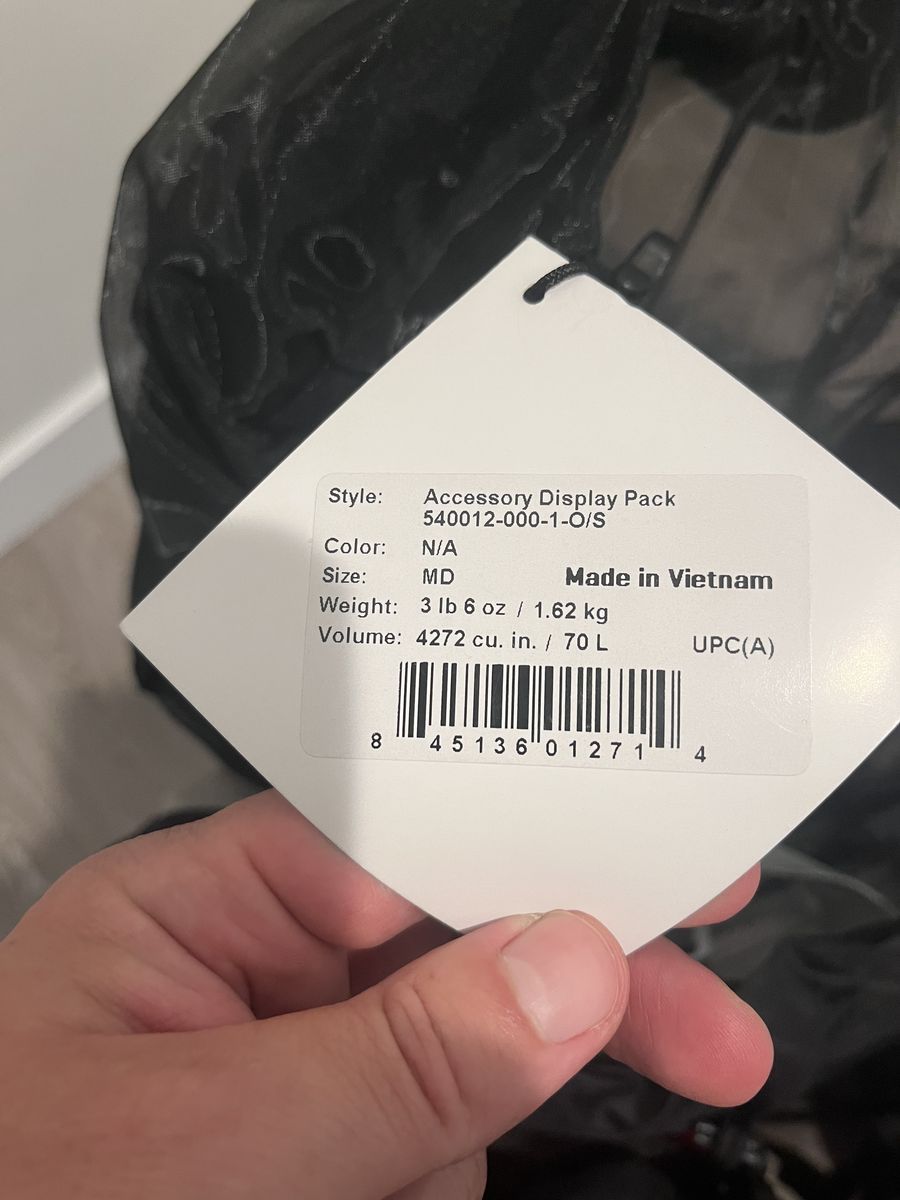 Style: Accessory Display Pack
540012-000-1-O/S
Color: N/A
Size: MD Made in Vietnam
Weight: 3 lb 6 oz / 1.62 kg
Volume: 4272 cu. in. / 70 L UPC(A)
8 45136 01271 4